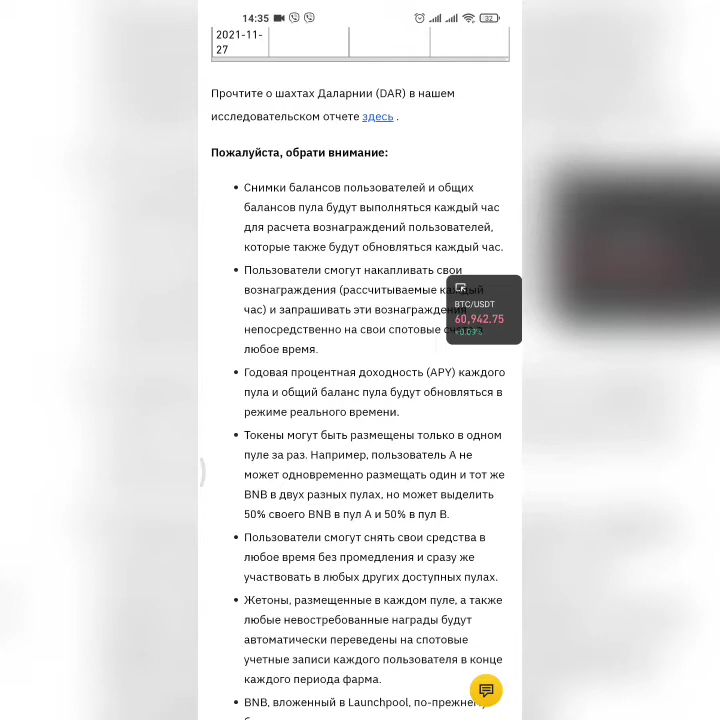 14:35
32
2021-11-
27
Прочтите о шахтах Даларнии (DAR) в нашем
исследовательском отчете здесь .
Пожалуйста, обрати внимание:
• Снимки балансов пользователей и общих
балансов пула будут выполняться каждый час
для расчета вознаграждений пользователей,
которые также будут обновляться каждый час.
• Пользователи смогут накапливать свои
вознаграждения (рассчитываемые каждый
час) и запрашивать эти вознаграждения
непосредственно на свои спотовые счета в
любое время.
BTC/USDT
60,942.75
+0.09%
• Годовая процентная доходность (APY) каждого
пула и общий баланс пула будут обновляться в
режиме реального времени.
• Токены могут быть размещены только в одном
пуле за раз. Например, пользователь А не
может одновременно размещать один и тот же
BNB в двух разных пулах, но может выделить
50% своего BNB в пул A и 50% в пул B.
• Пользователи смогут снять свои средства в
любое время без промедления и сразу же
участвовать в любых других доступных пулах.
• Жетоны, размещенные в каждом пуле, а также
любые невостребованные награды будут
автоматически переведены на спотовые
учетные записи каждого пользователя в конце
каждого периода фарма.
• BNB, вложенный в Launchpool, по-прежнему